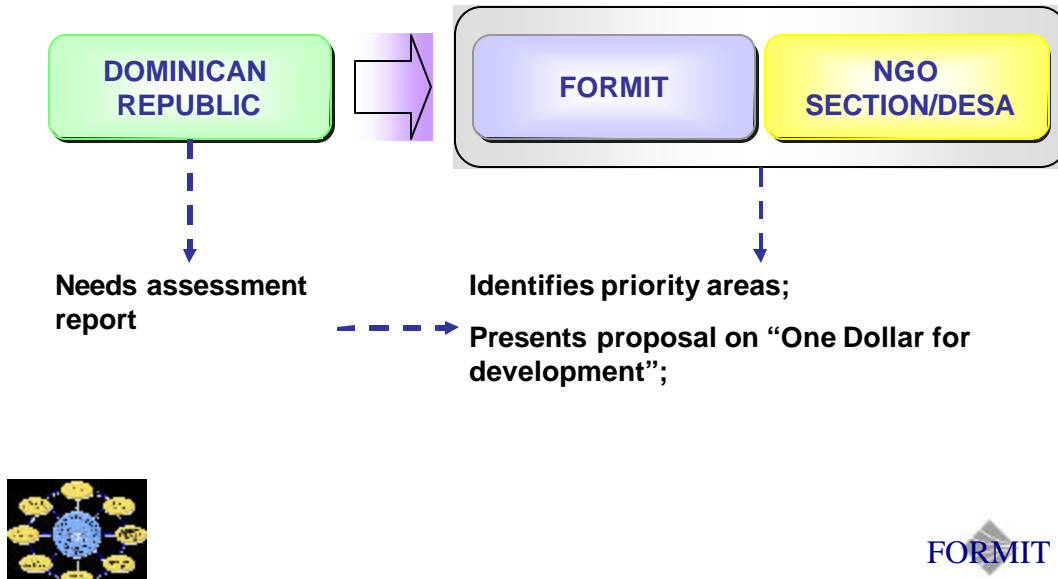 DOMINICAN
REPUBLIC
FORMIT
NGO
SECTION/DESA
Needs assessment
report
Identifies priority areas;
Presents proposal on “One Dollar for
development”;
FORMIT